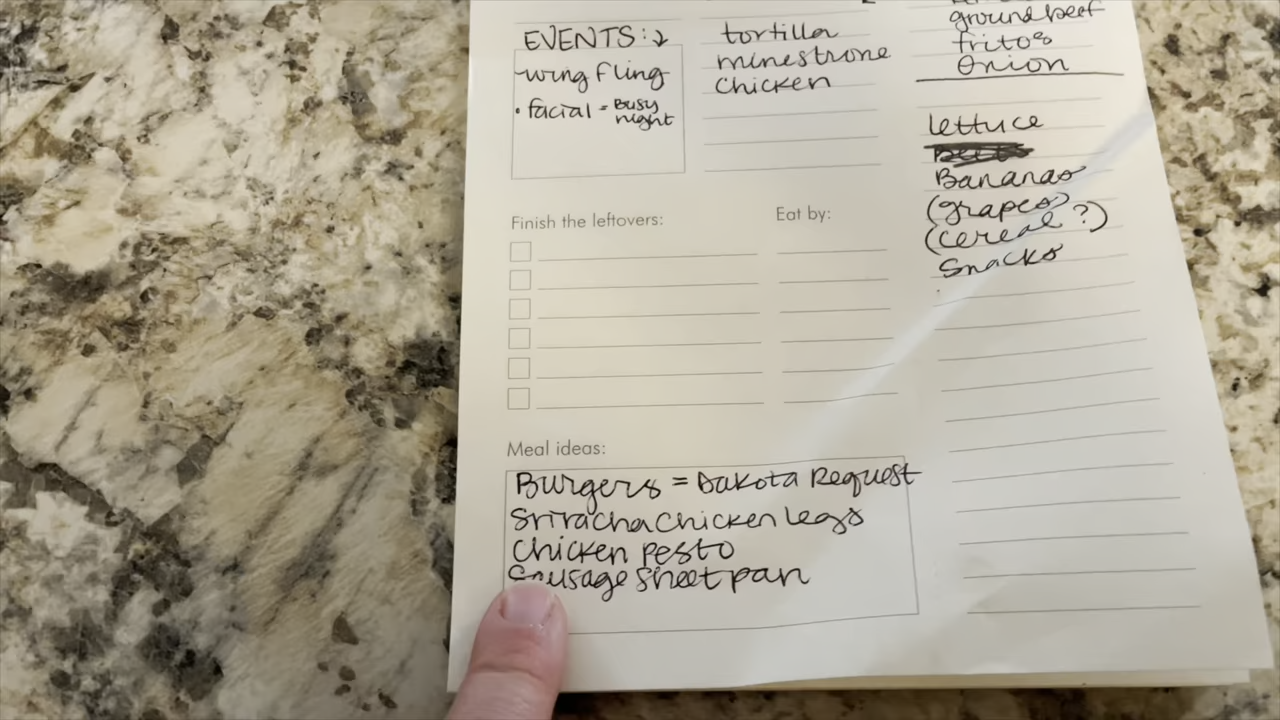 EVENTS:
-wing fling
• facial = Busy
night
tortilla
minestrone
chicken
ground beef
fritos
Onion
lettuce
Bananas
(grapes)
(cereal ?)
Snacks
Finish the leftovers:
Eat by:
Meal ideas:
Burgers = Dakota Request
Sriracha Chicken Legs
Chicken pesto
Sausage sheet pan